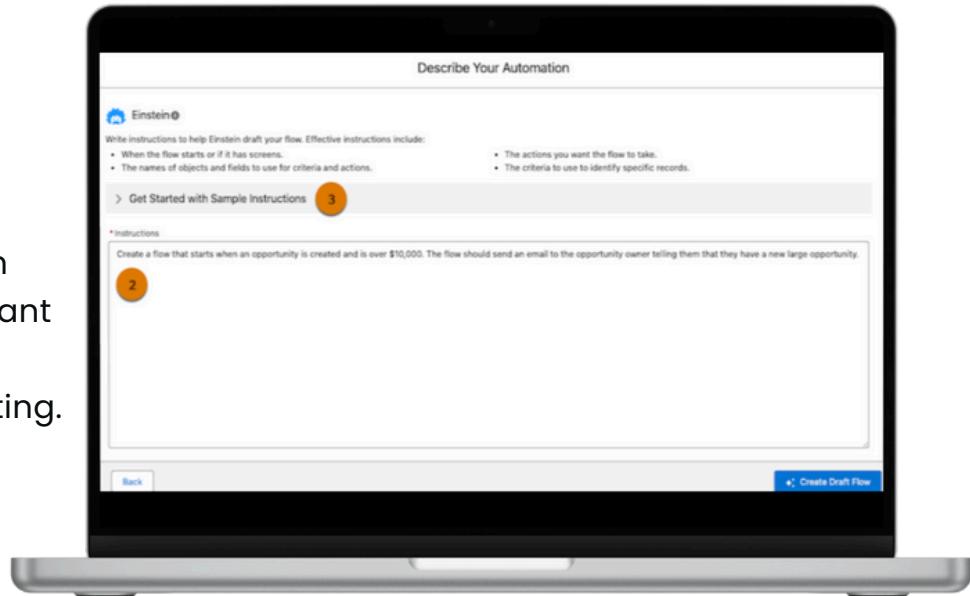 Describe Your Automation
Einstein
Write instructions to help Einstein draft your flow. Effective instructions include:
• When the flow starts or if it has screens.
• The names of objects and fields to use for criteria and actions.
• The actions you want the flow to take.
• The criteria to use to identify specific records.
> Get Started with Sample Instructions 3
*Instructions
Create a flow that starts when an opportunity is created and is over $10,000. The flow should send an email to the opportunity owner telling them that they have a new large opportunity.
2
Back
Create Draft Flow